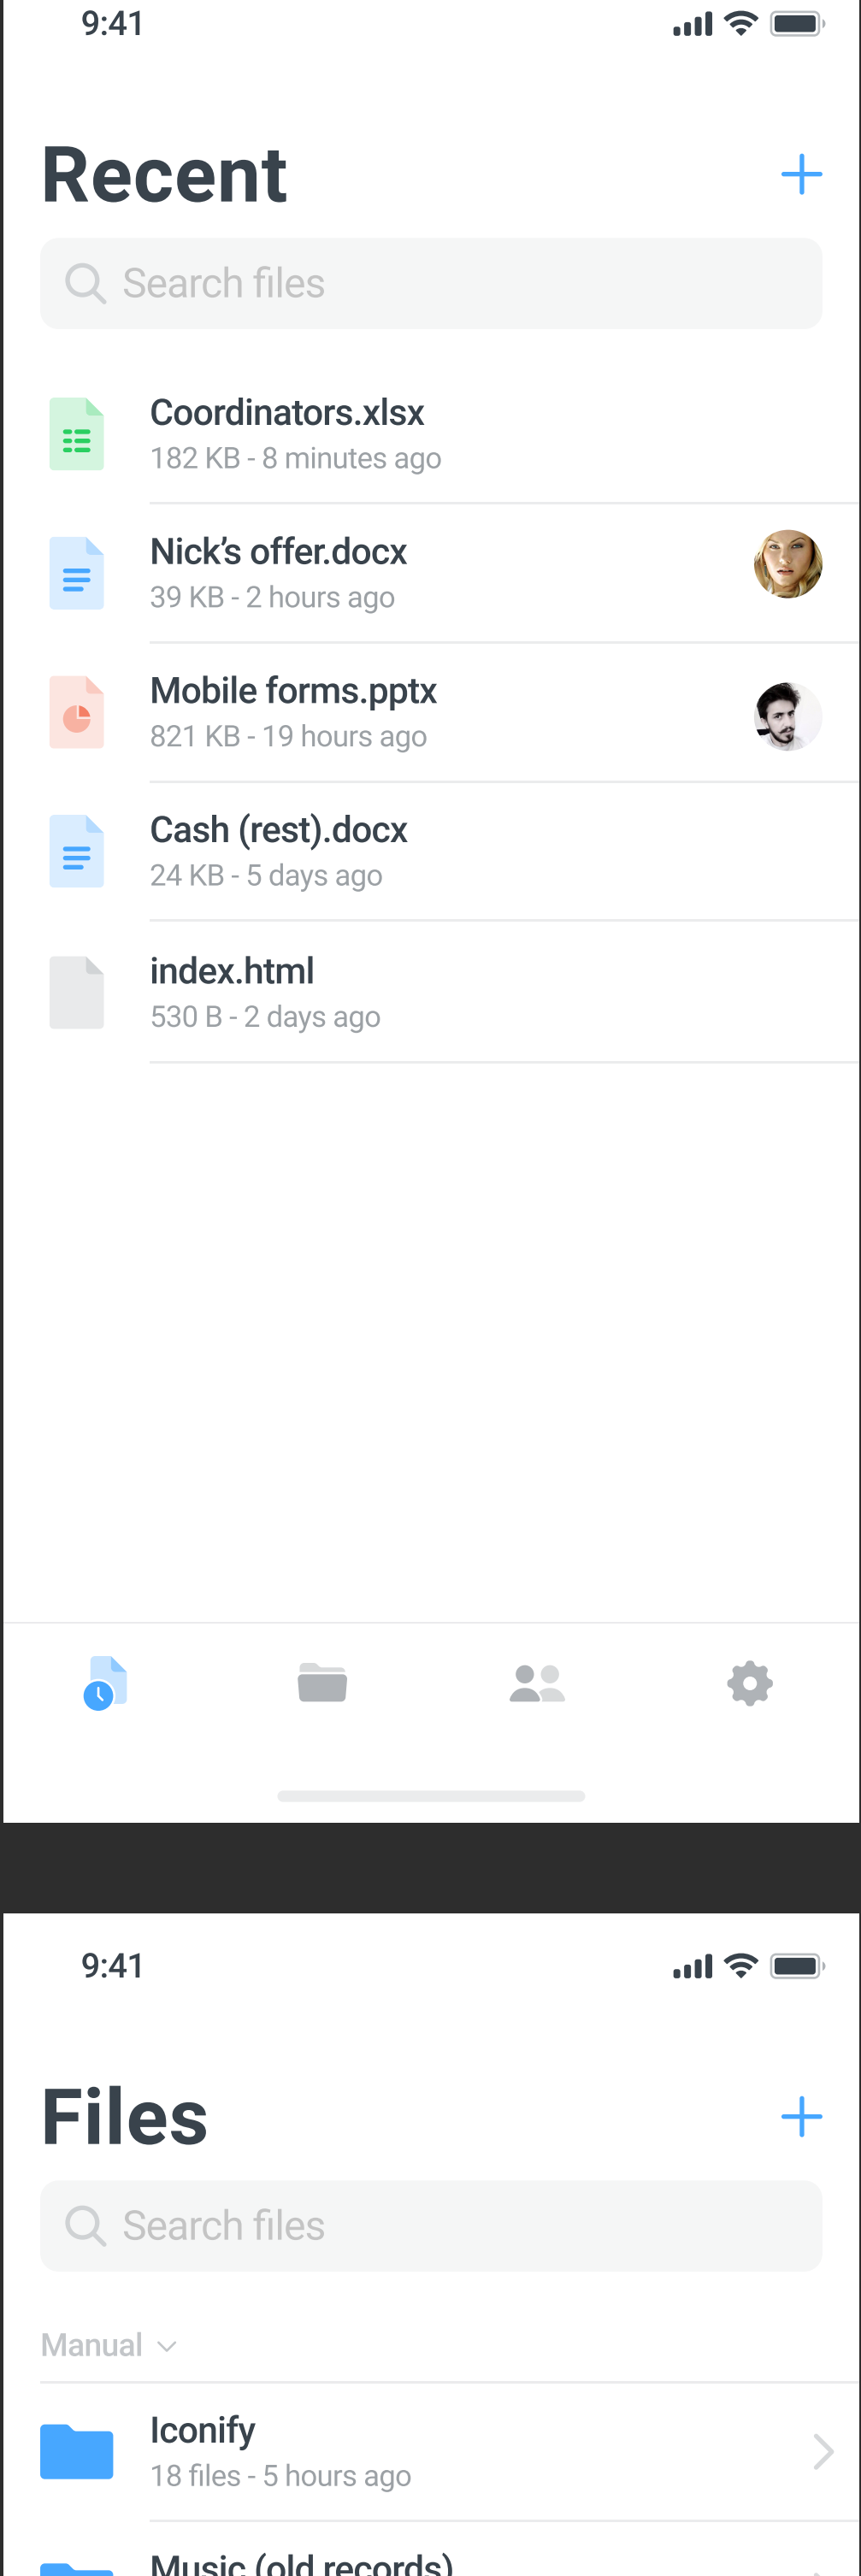 9:41
Recent
Search files
Coordinators.xlsx
182 KB - 8 minutes ago
Nick’s offer.docx
39 KB - 2 hours ago
Mobile forms.pptx
821 KB - 19 hours ago
Cash (rest).docx
24 KB - 5 days ago
index.html
530 B - 2 days ago
9:41
Files
Search files
Manual
Iconify
18 files - 5 hours ago
Music (old records)